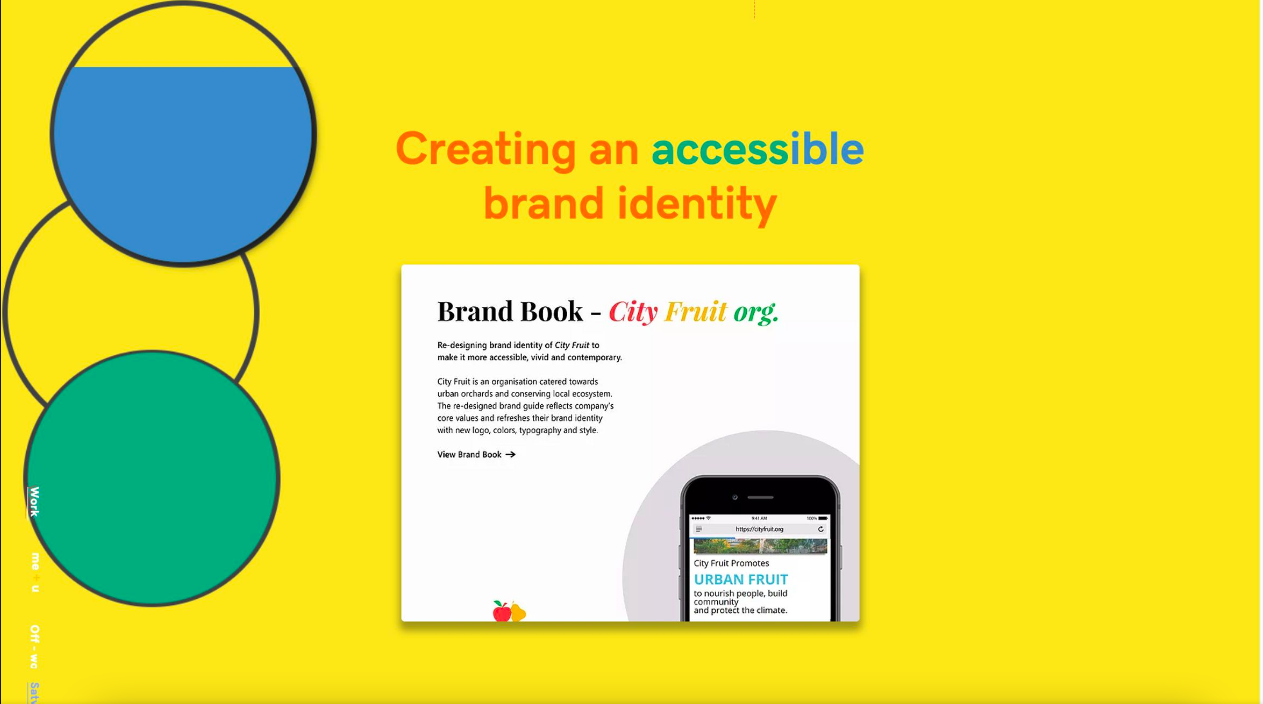 Creating an accessible
brand identity
Brand Book - City Fruit org.
Re-designing brand identity of City Fruit to
make it more accessible, vivid and contemporary.
City Fruit is an organisation catered towards
urban orchards and conserving local ecosystem.
The re-designed brand guide reflects company's
core values and refreshes their brand identity
with new logo, colors, typography and style.
View Brand Book →
9:41 AM
100%
https://cityfruit.org
City Fruit Promotes
URBAN FRUIT
to nourish people, build
community
and protect the climate.
Work
me + u
Off - wo